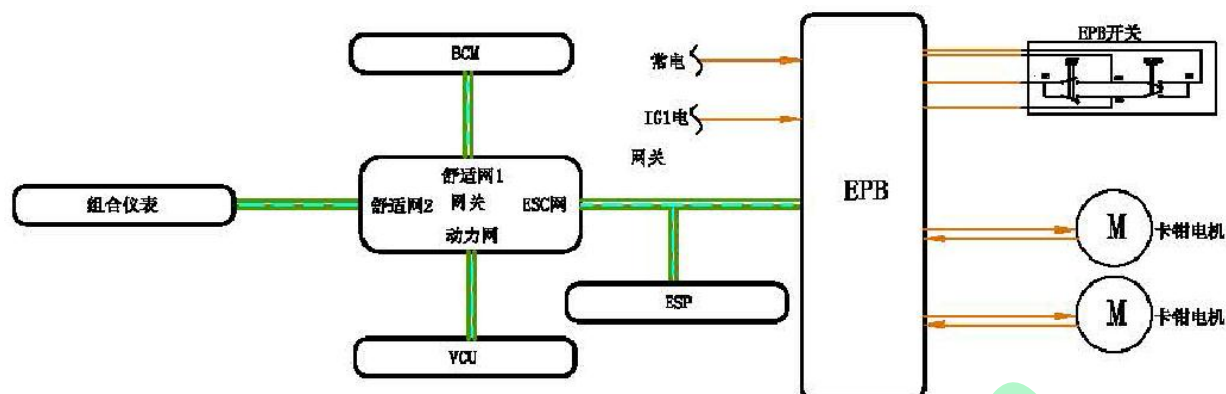 BCM
常电
EPB开关
IG1电
网关
舒适网1
组合仪表
舒适网2
网关
ESC网
EPB
动力网
M
卡钳电机
ESP
M
卡钳电机
VCU